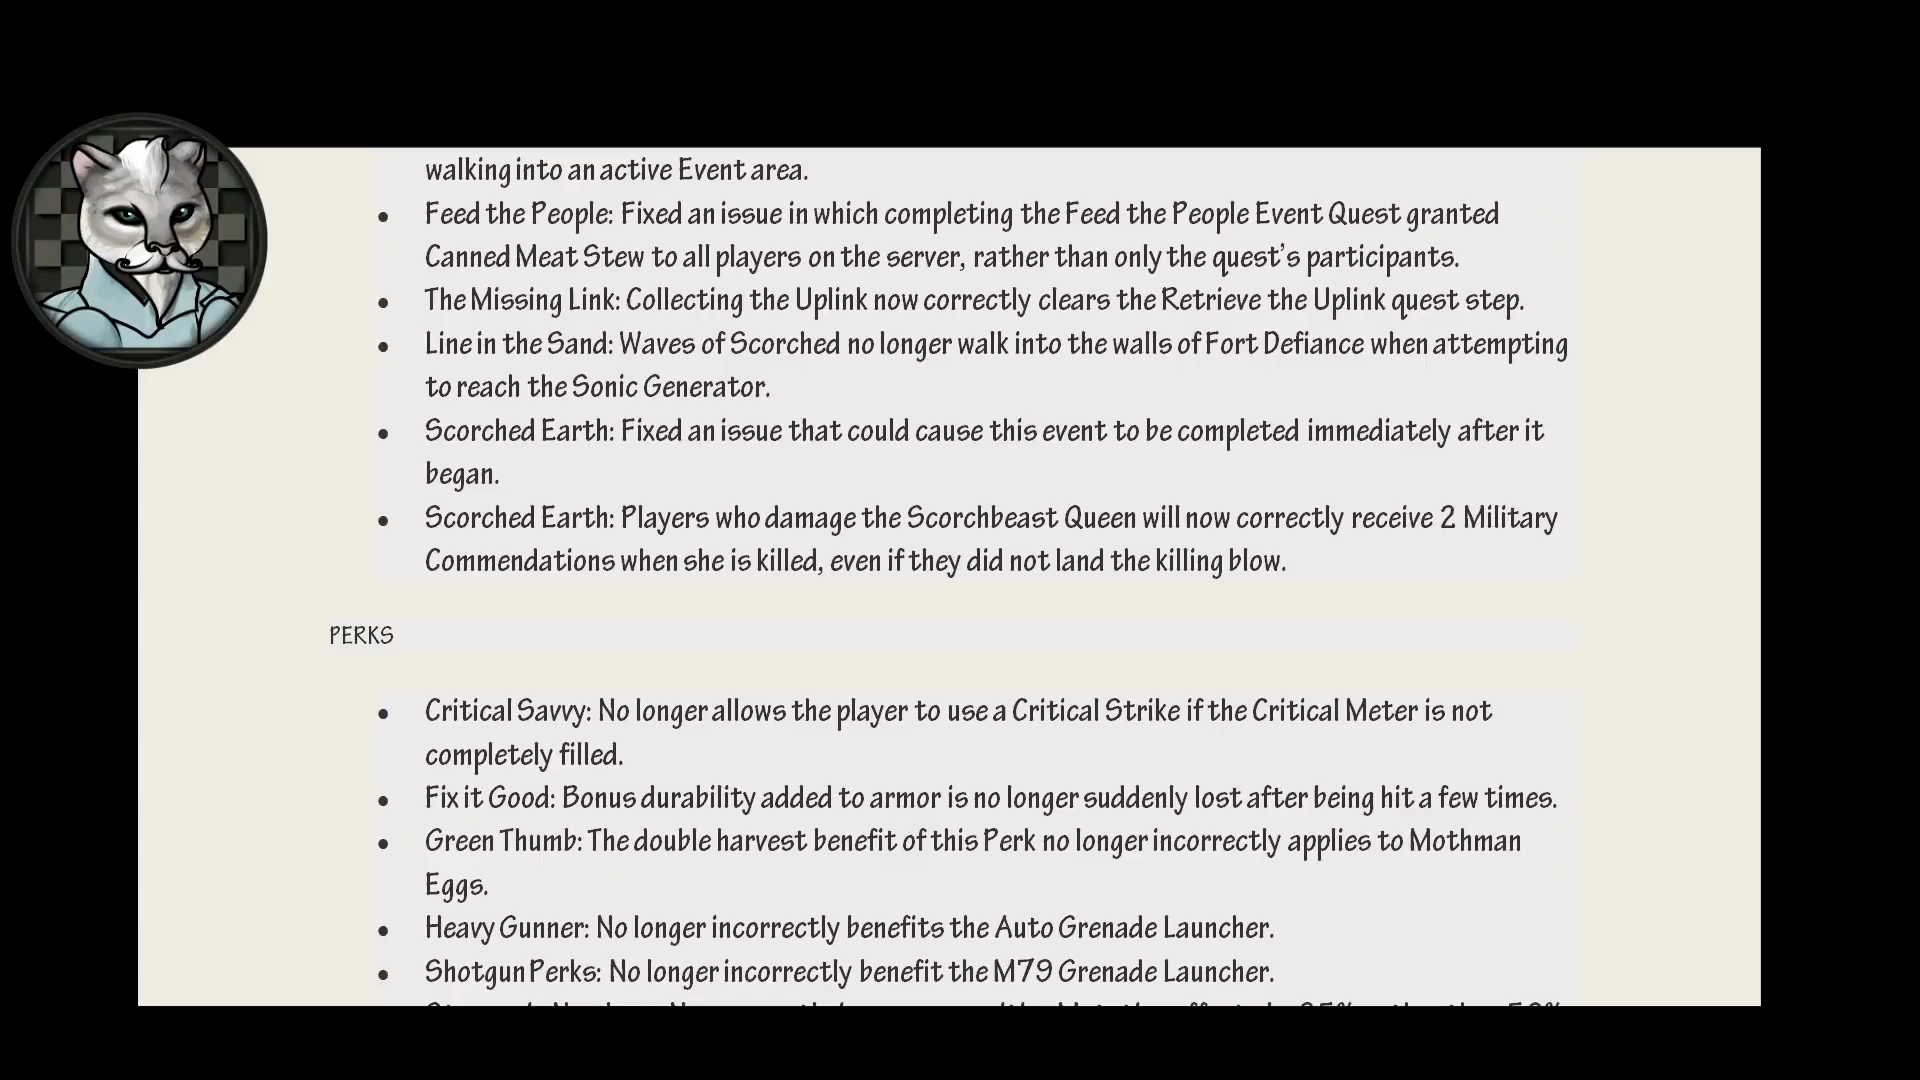 walking into an active Event area.
• Feed the People: Fixed an issue in which completing the Feed the People Event Quest granted
Canned Meat Stew to all players on the server, rather than only the quest’s participants.
• The Missing Link: Collecting the Uplink now correctly clears the Retrieve the Uplink quest step.
• Line in the Sand: Waves of Scorched no longer walk into the walls of Fort Defiance when attempting
to reach the Sonic Generator.
• Scorched Earth: Fixed an issue that could cause this event to be completed immediately after it
began.
• Scorched Earth: Players who damage the Scorchbeast Queen will now correctly receive 2 Military
Commendations when she is killed, even if they did not land the killing blow.
PERKS
• Critical Savvy: No longer allows the player to use a Critical Strike if the Critical Meter is not
completely filled.
• Fix it Good: Bonus durability added to armor is no longer suddenly lost after being hit a few times.
• Green Thumb: The double harvest benefit of this Perk no longer incorrectly applies to Mothman
Eggs.
• Heavy Gunner: No longer incorrectly benefits the Auto Grenade Launcher.
• Shotgun Perks: No longer incorrectly benefit the M79 Grenade Launcher.